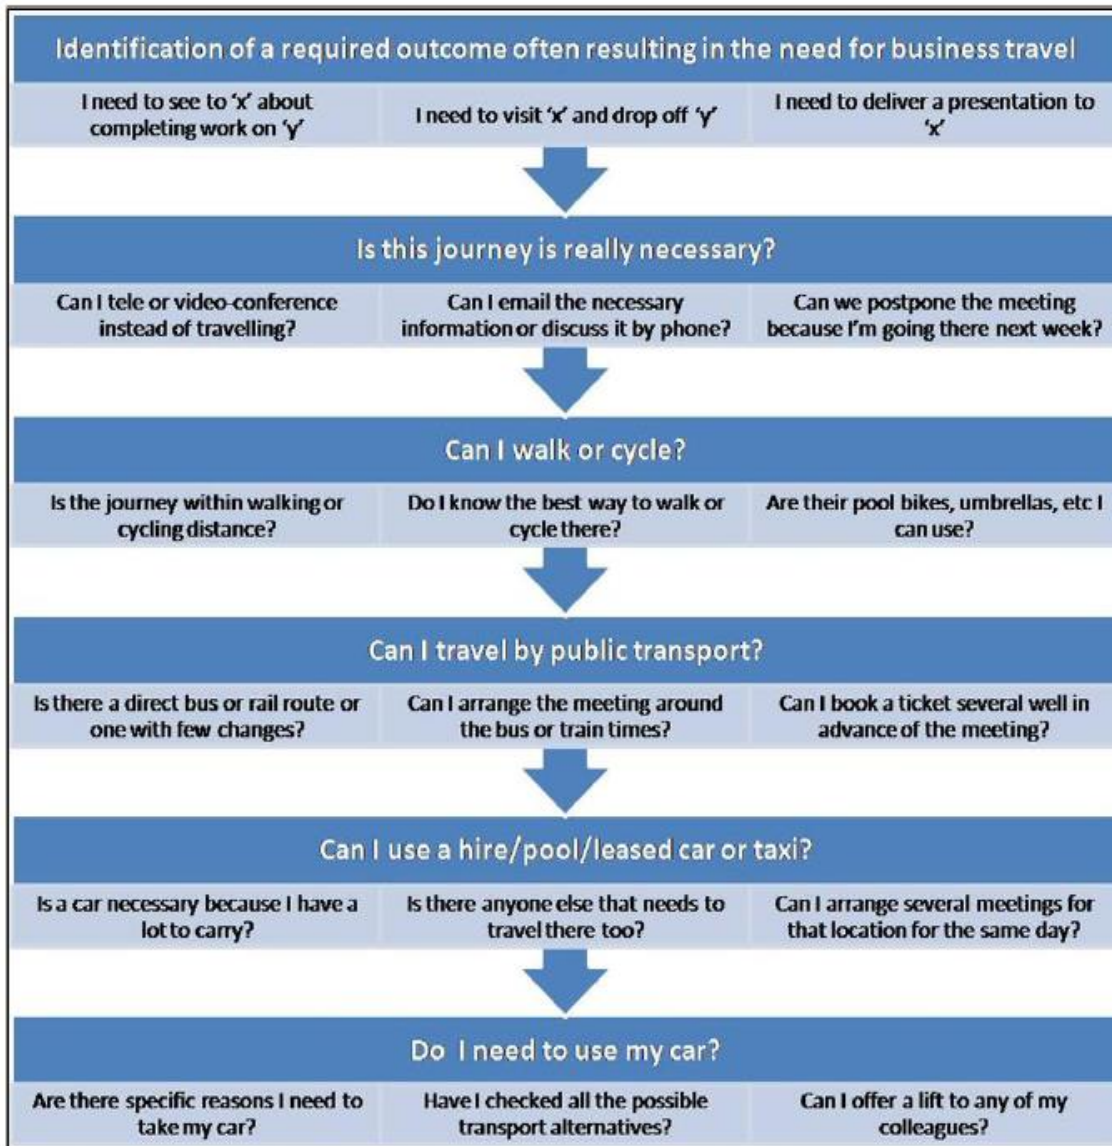 Identification of a required outcome often resulting in the need for business travel
I need to see to ‘x’ about
completing work on ‘y’
I need to visit ‘x’ and drop off ‘y’
I need to deliver a presentation to
‘x’
Is this journey is really necessary?
Can I tele or video-conference
instead of travelling?
Can I email the necessary
information or discuss it by phone?
Can we postpone the meeting
because I’m going there next week?
Can I walk or cycle?
Is the journey within walking or
cycling distance?
Do I know the best way to walk or
cycle there?
Are their pool bikes, umbrellas, etc I
can use?
Can I travel by public transport?
Is there a direct bus or rail route or
one with few changes?
Can I arrange the meeting around
the bus or train times?
Can I book a ticket several well in
advance of the meeting?
Can I use a hire/pool/leased car or taxi?
Is a car necessary because I have a
lot to carry?
Is there anyone else that needs to
travel there too?
Can I arrange several meetings for
that location for the same day?
Do I need to use my car?
Are there specific reasons I need to
take my car?
Have I checked all the possible
transport alternatives?
Can I offer a lift to any of my
colleagues?